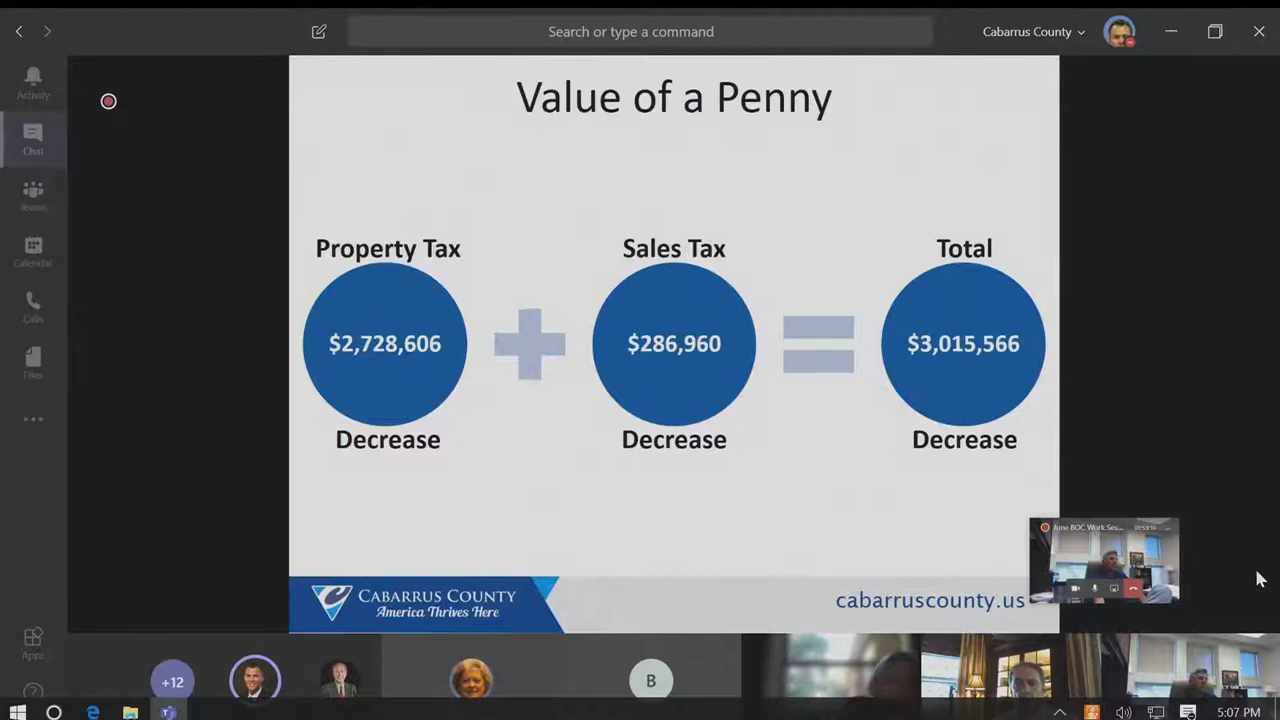 Search or type a command
Cabarrus County
Activity
Chat
Teams
Calendar
Calls
Files
Apps
Value of a Penny
Property Tax
Sales Tax
Total
$2,728,606
$286,960
$3,015,566
Decrease
Decrease
Decrease
June BOC Work Ses...
CABARRUS COUNTY
America Thrives Here
cabarruscounty.us
+12
B
5:07 PM